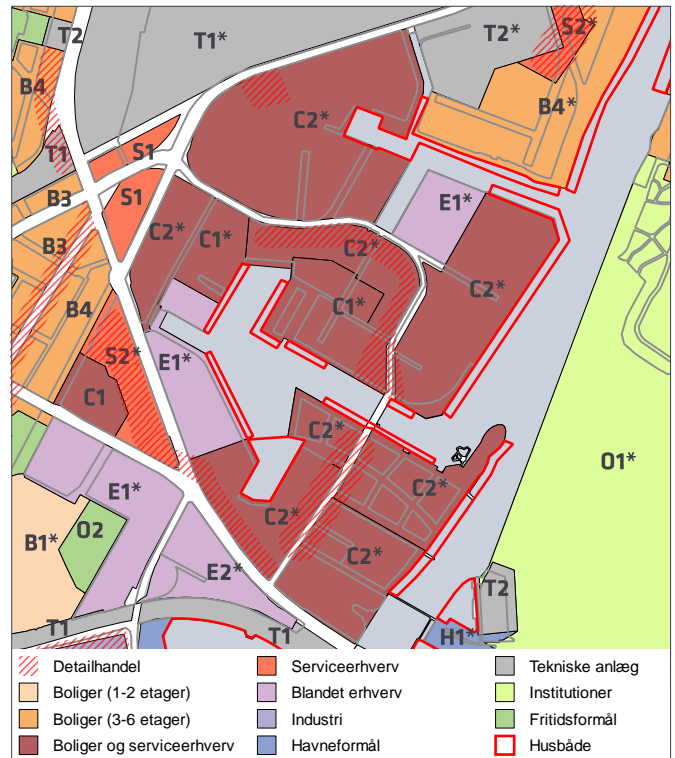 T2
T1*
T2*
S2*
B4
B4*
C2*
T1
S1
S1
B3
E1*
B3
C2*
C1*
C2*
C2*
B4
C1*
S2*
E1*
C1
C2*
O1*
E1*
C2*
O2
C2*
B1*
C2*
E2*
T2
T1
T1
H1*
Detailhandel
Boliger (1-2 etager)
Boliger (3-6 etager)
Boliger og serviceerhverv
Serviceerhverv
Blandet erhverv
Industri
Havneformål
Tekniske anlæg
Institutioner
Fritidsformål
Husbåde